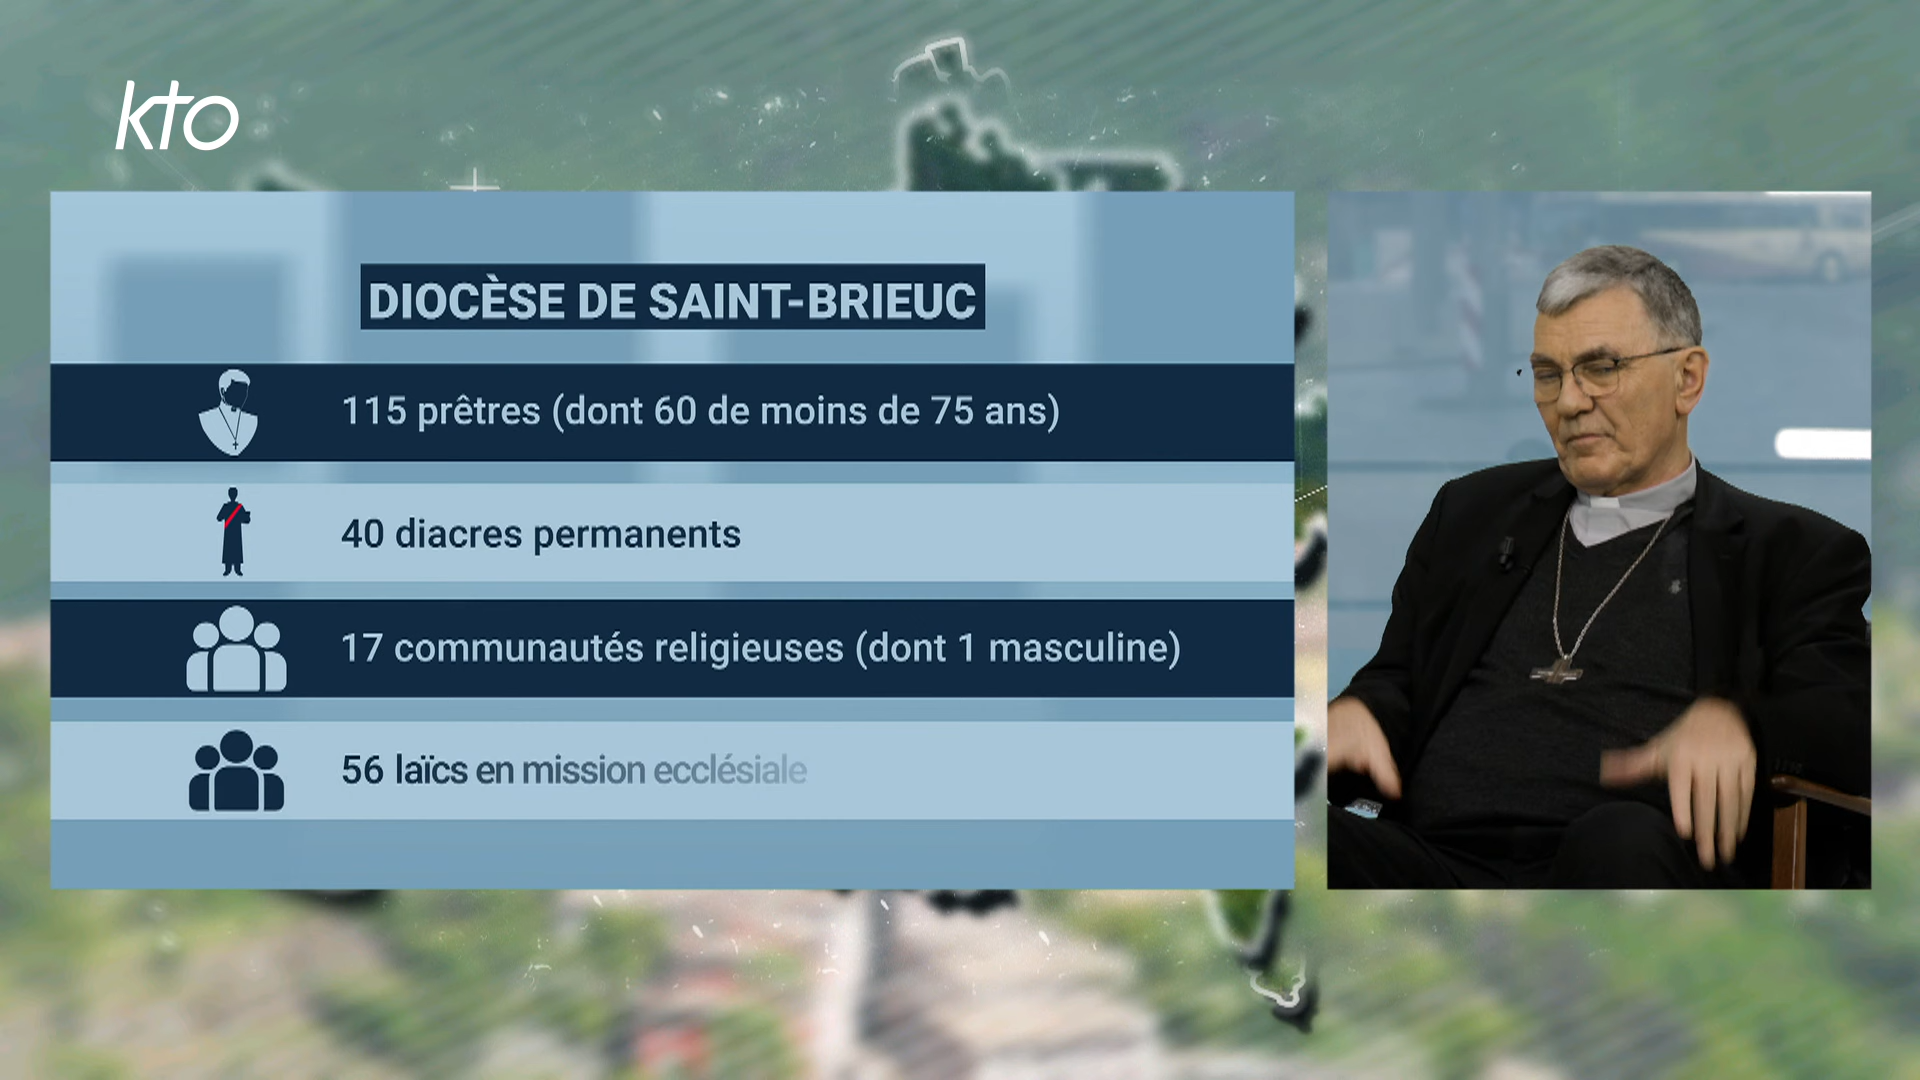 kto
DIOCÈSE DE SAINT-BRIEUC
115 prêtres (dont 60 de moins de 75 ans)
40 diacres permanents
17 communautés religieuses (dont 1 masculine)
56 laïcs en mission ecclésiale